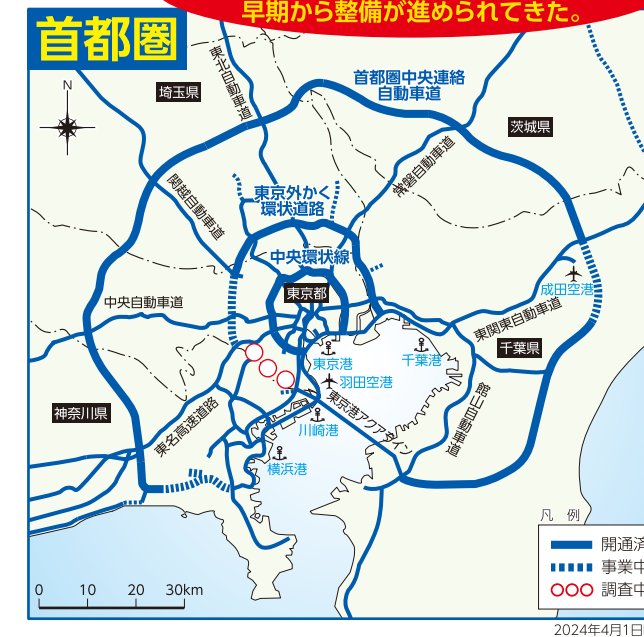 早期から整備が進められてきた。
首都圏
N
埼玉県
東北自動車道
首都圏中央連絡
自動車道
茨城県
常磐自動車道
関越自動車道
東京外かく
環状道路
中央環状線
東京都
中央自動車道
成田空港
東関東自動車道
千葉県
東京港
千葉港
羽田空港
館山自動車道
東京港アクアライン
神奈川県
東名高速道路
川崎港
横浜港
凡 例
開通済
事業中
調査中
0 10 20 30km
2024年4月1日